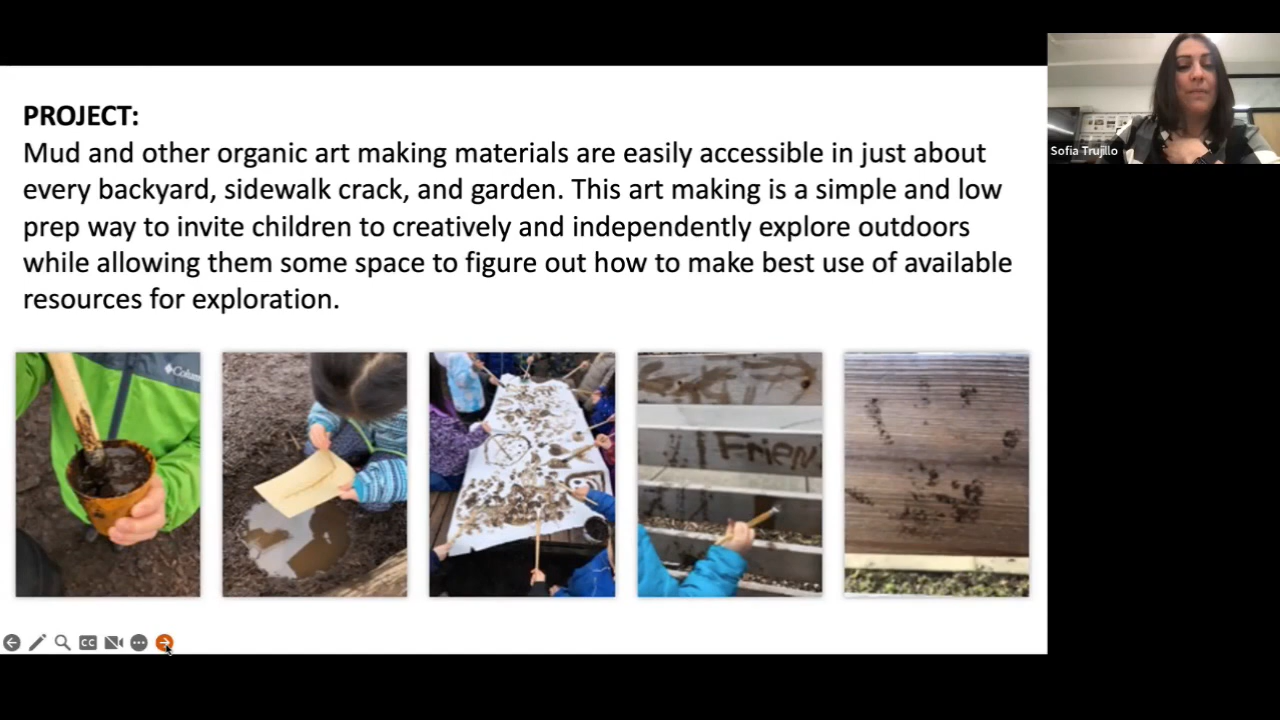 PROJECT:
Mud and other organic art making materials are easily accessible in just about
every backyard, sidewalk crack, and garden. This art making is a simple and low
prep way to invite children to creatively and independently explore outdoors
while allowing them some space to figure out how to make best use of available
resources for exploration.
Sofia Trujillo
Colum
Frien
CC